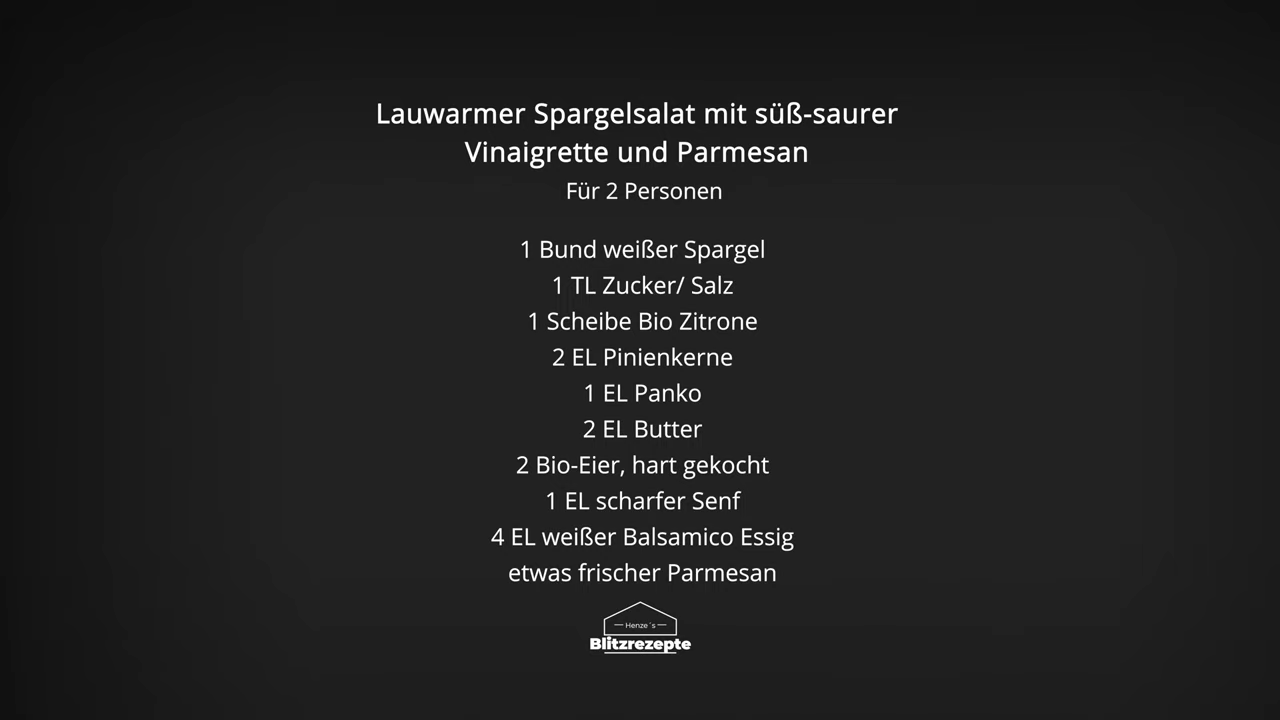 Lauwarmer Spargelsalat mit süß-saurer
Vinaigrette und Parmesan
Für 2 Personen
1 Bund weißer Spargel
1 TL Zucker/ Salz
1 Scheibe Bio Zitrone
2 EL Pinienkerne
1 EL Panko
2 EL Butter
2 Bio-Eier, hart gekocht
1 EL scharfer Senf
4 EL weißer Balsamico Essig
etwas frischer Parmesan
Henze´s
Blitzrezepte